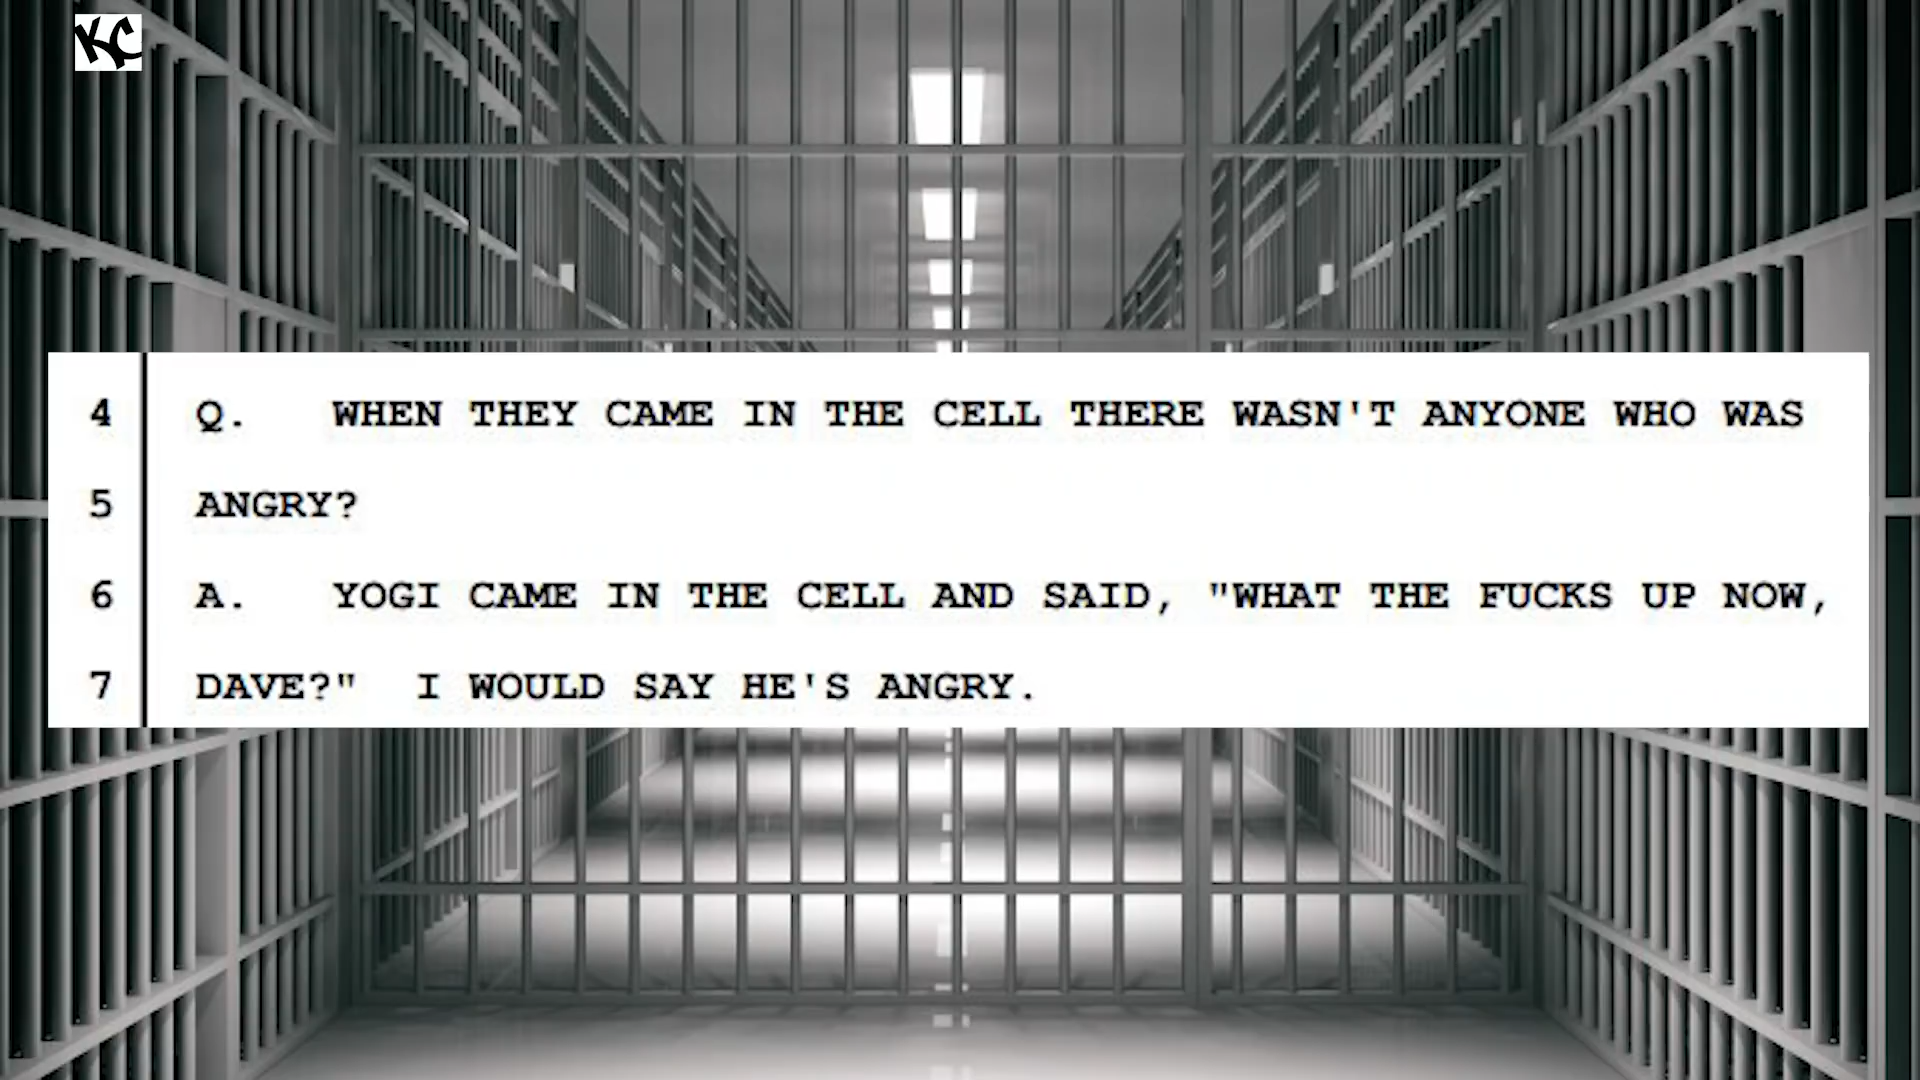 KC
4 Q. WHEN THEY CAME IN THE CELL THERE WASN'T ANYONE WHO WAS
5 ANGRY?
6 A. YOGI CAME IN THE CELL AND SAID, "WHAT THE FUCKS UP NOW,
7 DAVE?" I WOULD SAY HE'S ANGRY.